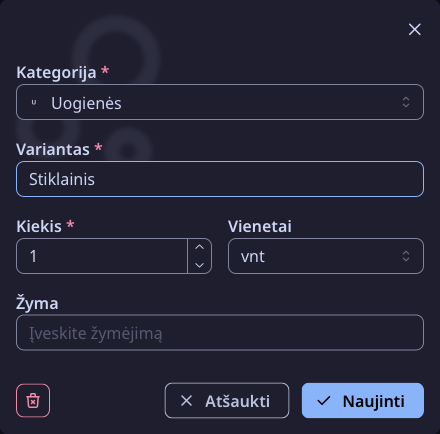 Kategorija *
U Uogienės
Variantas *
Stiklainis
Kiekis * Vienetai
1 vnt
Žyma
Įveskite žymėjimą
Atšaukti Naujinti